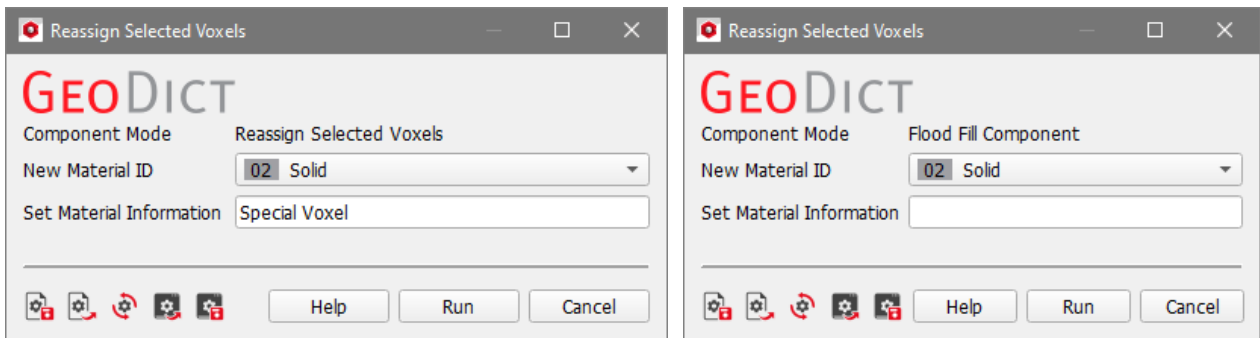 Reassign Selected Voxels
GEODICT
Component Mode Reassign Selected Voxels
New Material ID 02 Solid
Set Material Information Special Voxel
Help Run Cancel
Reassign Selected Voxels
GEODICT
Component Mode Flood Fill Component
New Material ID 02 Solid
Set Material Information
Help Run Cancel